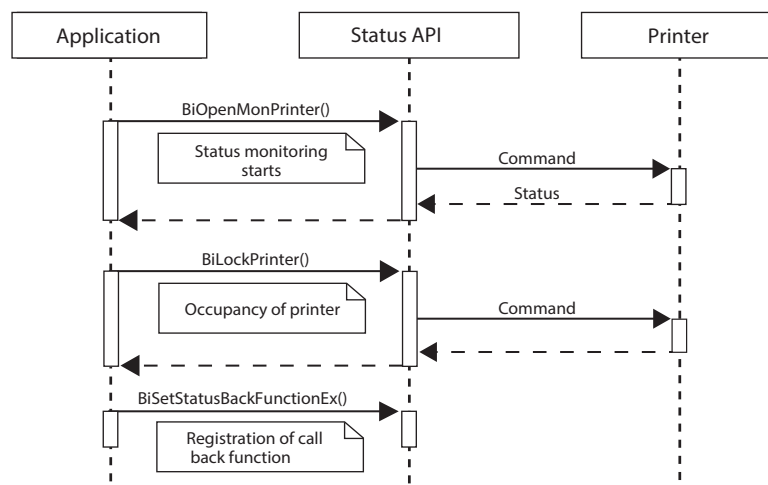 Application
Status API
Printer
BiOpenMonPrinter()
Status monitoring
starts
Command
Status
BiLockPrinter()
Occupancy of printer
Command
BiSetStatusBackFunctionEx()
Registration of call
back function